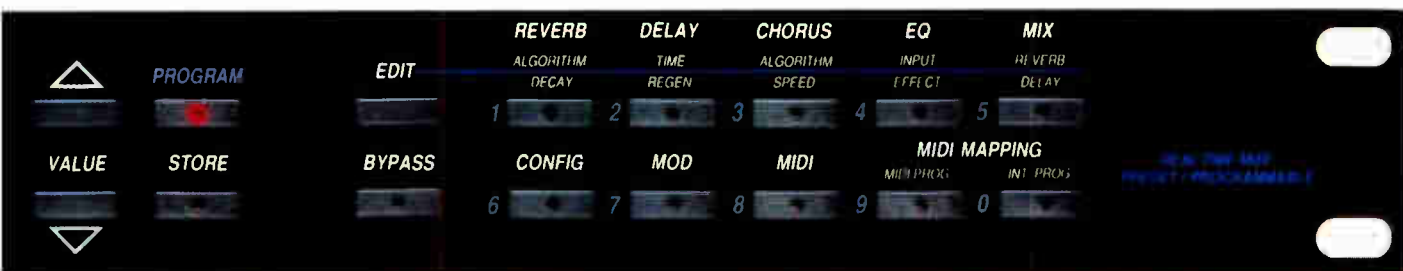 REVERB DELAY CHORUS EQ MIX
PROGRAM EDIT ALGORITHM TIME ALGORITHM INPUT REVERB
DECAY REGEN SPEED EFFECT DELAY
1 2 3 4 5
VALUE STORE BYPASS CONFIG MOD MIDI MIDI MAPPING
MIDI PROG INT PROG
6 7 8 9 0
PRESET / PROGRAMMABLE